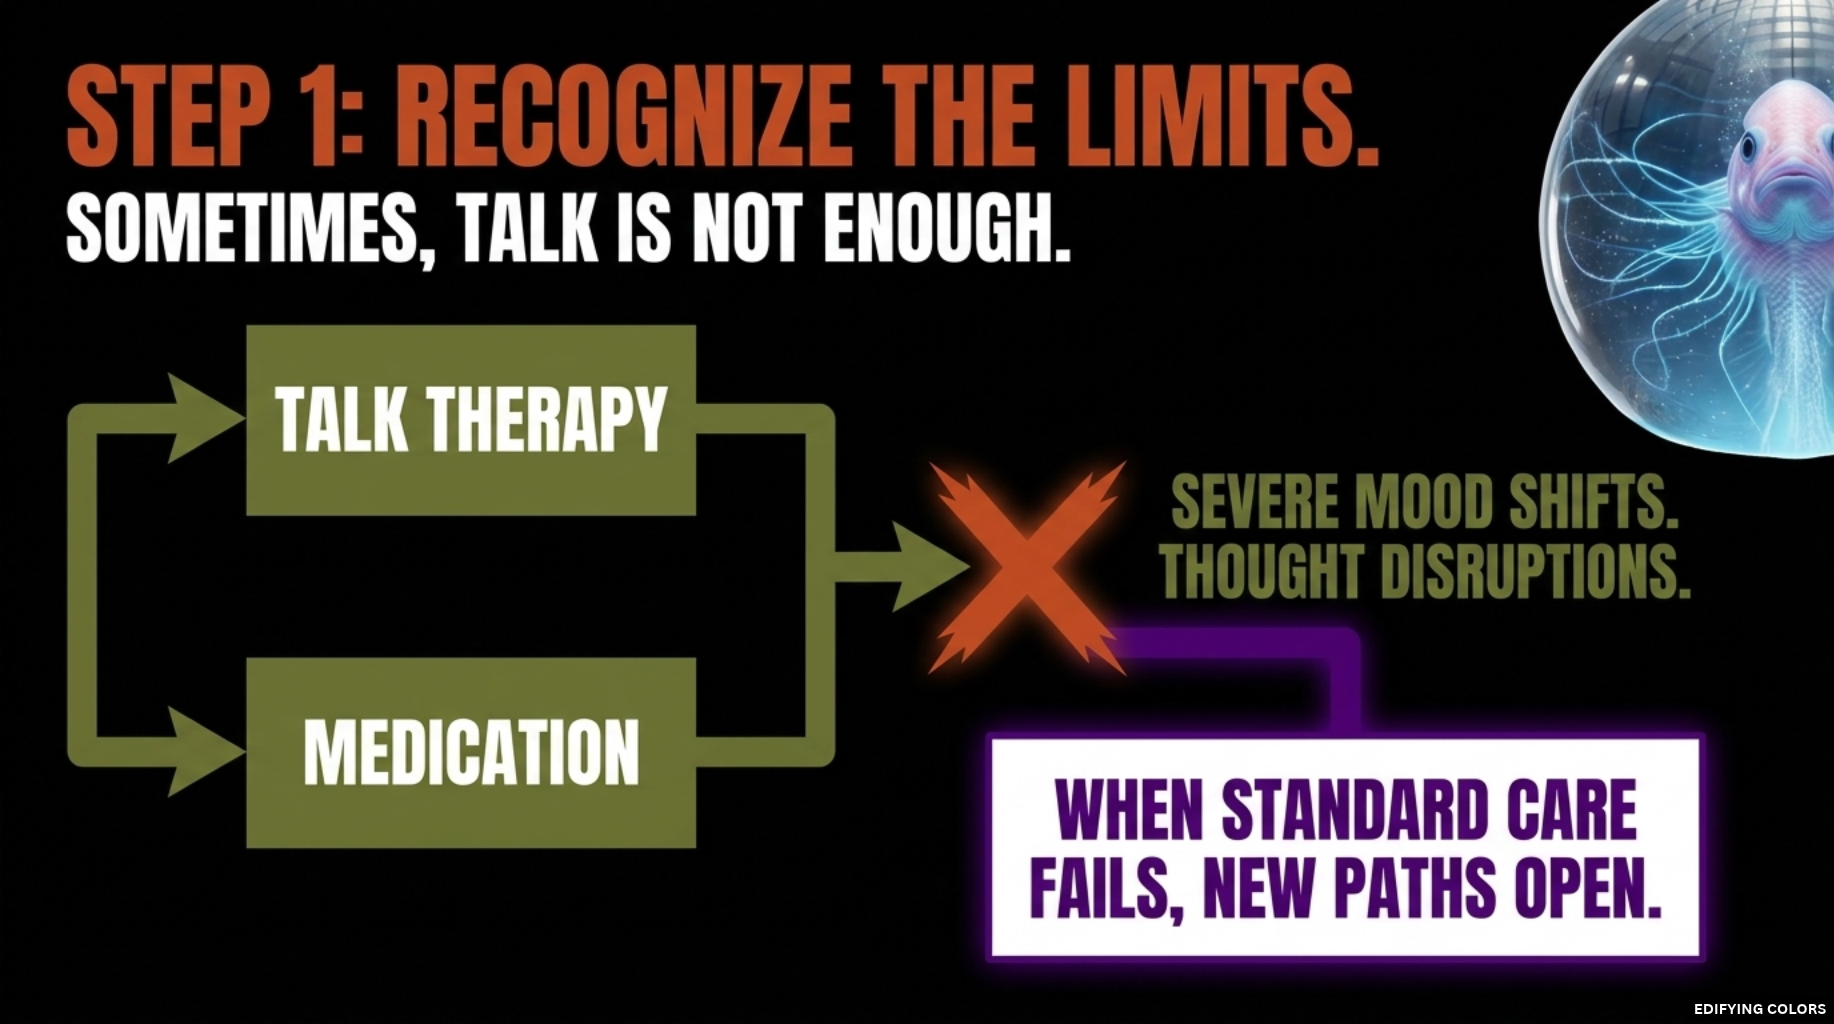 STEP 1: RECOGNIZE THE LIMITS.
SOMETIMES, TALK IS NOT ENOUGH.
TALK THERAPY
MEDICATION
SEVERE MOOD SHIFTS.
THOUGHT DISRUPTIONS.
WHEN STANDARD CARE
FAILS, NEW PATHS OPEN.
EDIFYING COLORS